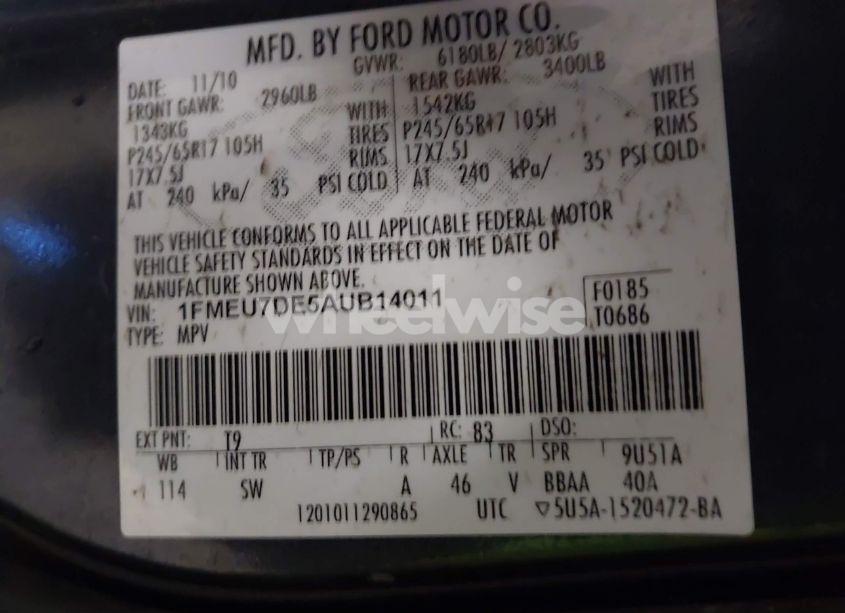 MFD. BY FORD MOTOR CO.
DATE: 11/10 GVWR: 6180LB/ 2803KG
FRONT GAWR: 2960LB REAR GAWR: 3400LB
1343KG WITH 1542KG WITH
P245/65R17 105H TIRES P245/65R17 105H TIRES
17X7.5J RIMS 17X7.5J RIMS
AT 240 kPa/ 35 PSI COLD AT 240 kPa/ 35 PSI COLD
THIS VEHICLE CONFORMS TO ALL APPLICABLE FEDERAL MOTOR
VEHICLE SAFETY STANDARDS IN EFFECT ON THE DATE OF
MANUFACTURE SHOWN ABOVE.
VIN: 1FMEU7DE5AUB14011 F0185
TYPE: MPV T0686
wheelwise
EXT PNT: T9 RC: 83 DSO:
WB INT TR TP/PS R AXLE TR SPR 9U51A
114 SW A 46 V BBAA 40A
1201011290865 UTC ▽5U5A-1520472-BA